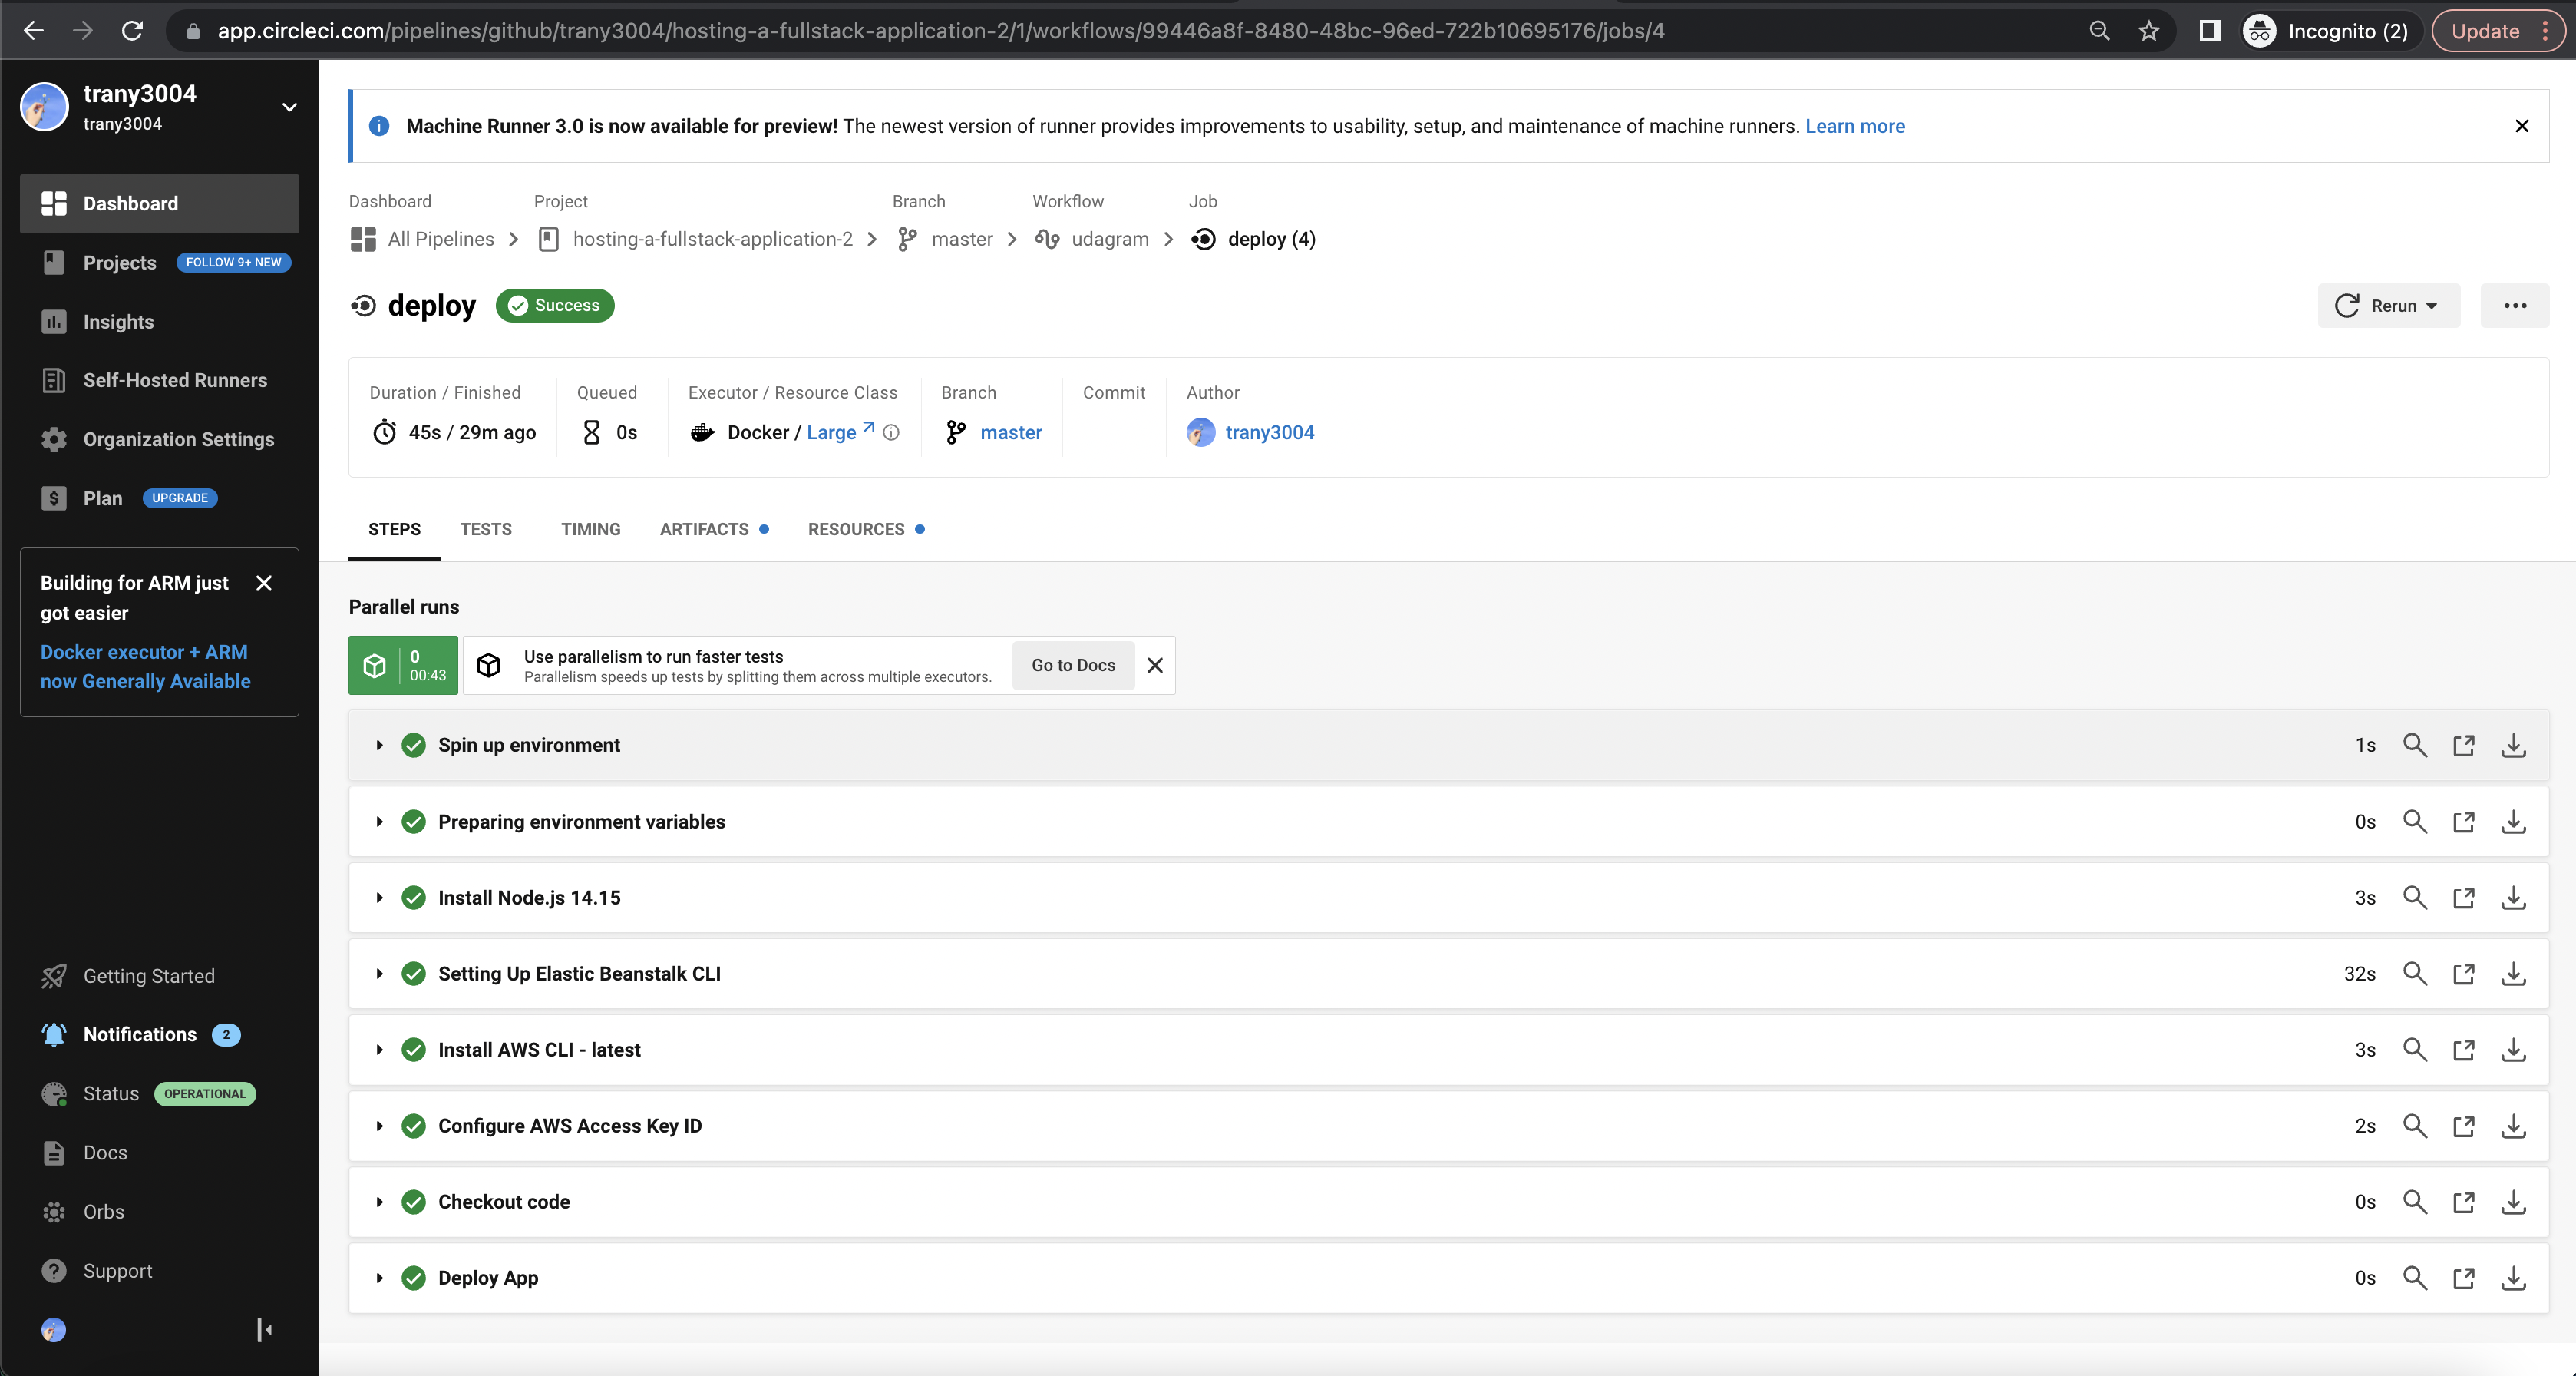 app.circleci.com/pipelines/github/trany3004/hosting-a-fullstack-application-2/1/workflows/99446a8f-8480-48bc-96ed-722b10695176/jobs/4
Incognito (2)
Update
trany3004
trany3004
Dashboard
Projects FOLLOW 9+ NEW
Insights
Self-Hosted Runners
Organization Settings
Plan UPGRADE
Building for ARM just
got easier
Docker executor + ARM
now Generally Available
Getting Started
Notifications 2
Status OPERATIONAL
Docs
Orbs
Support
Machine Runner 3.0 is now available for preview! The newest version of runner provides improvements to usability, setup, and maintenance of machine runners. Learn more
Dashboard Project Branch Workflow Job
All Pipelines hosting-a-fullstack-application-2 master udagram deploy (4)
deploy Success
Rerun
Duration / Finished Queued Executor / Resource Class Branch Commit Author
45s / 29m ago 0s Docker / Large master trany3004
STEPS TESTS TIMING ARTIFACTS RESOURCES
Parallel runs
0
00:43
Use parallelism to run faster tests
Parallelism speeds up tests by splitting them across multiple executors.
Go to Docs
Spin up environment 1s
Preparing environment variables 0s
Install Node.js 14.15 3s
Setting Up Elastic Beanstalk CLI 32s
Install AWS CLI - latest 3s
Configure AWS Access Key ID 2s
Checkout code 0s
Deploy App 0s